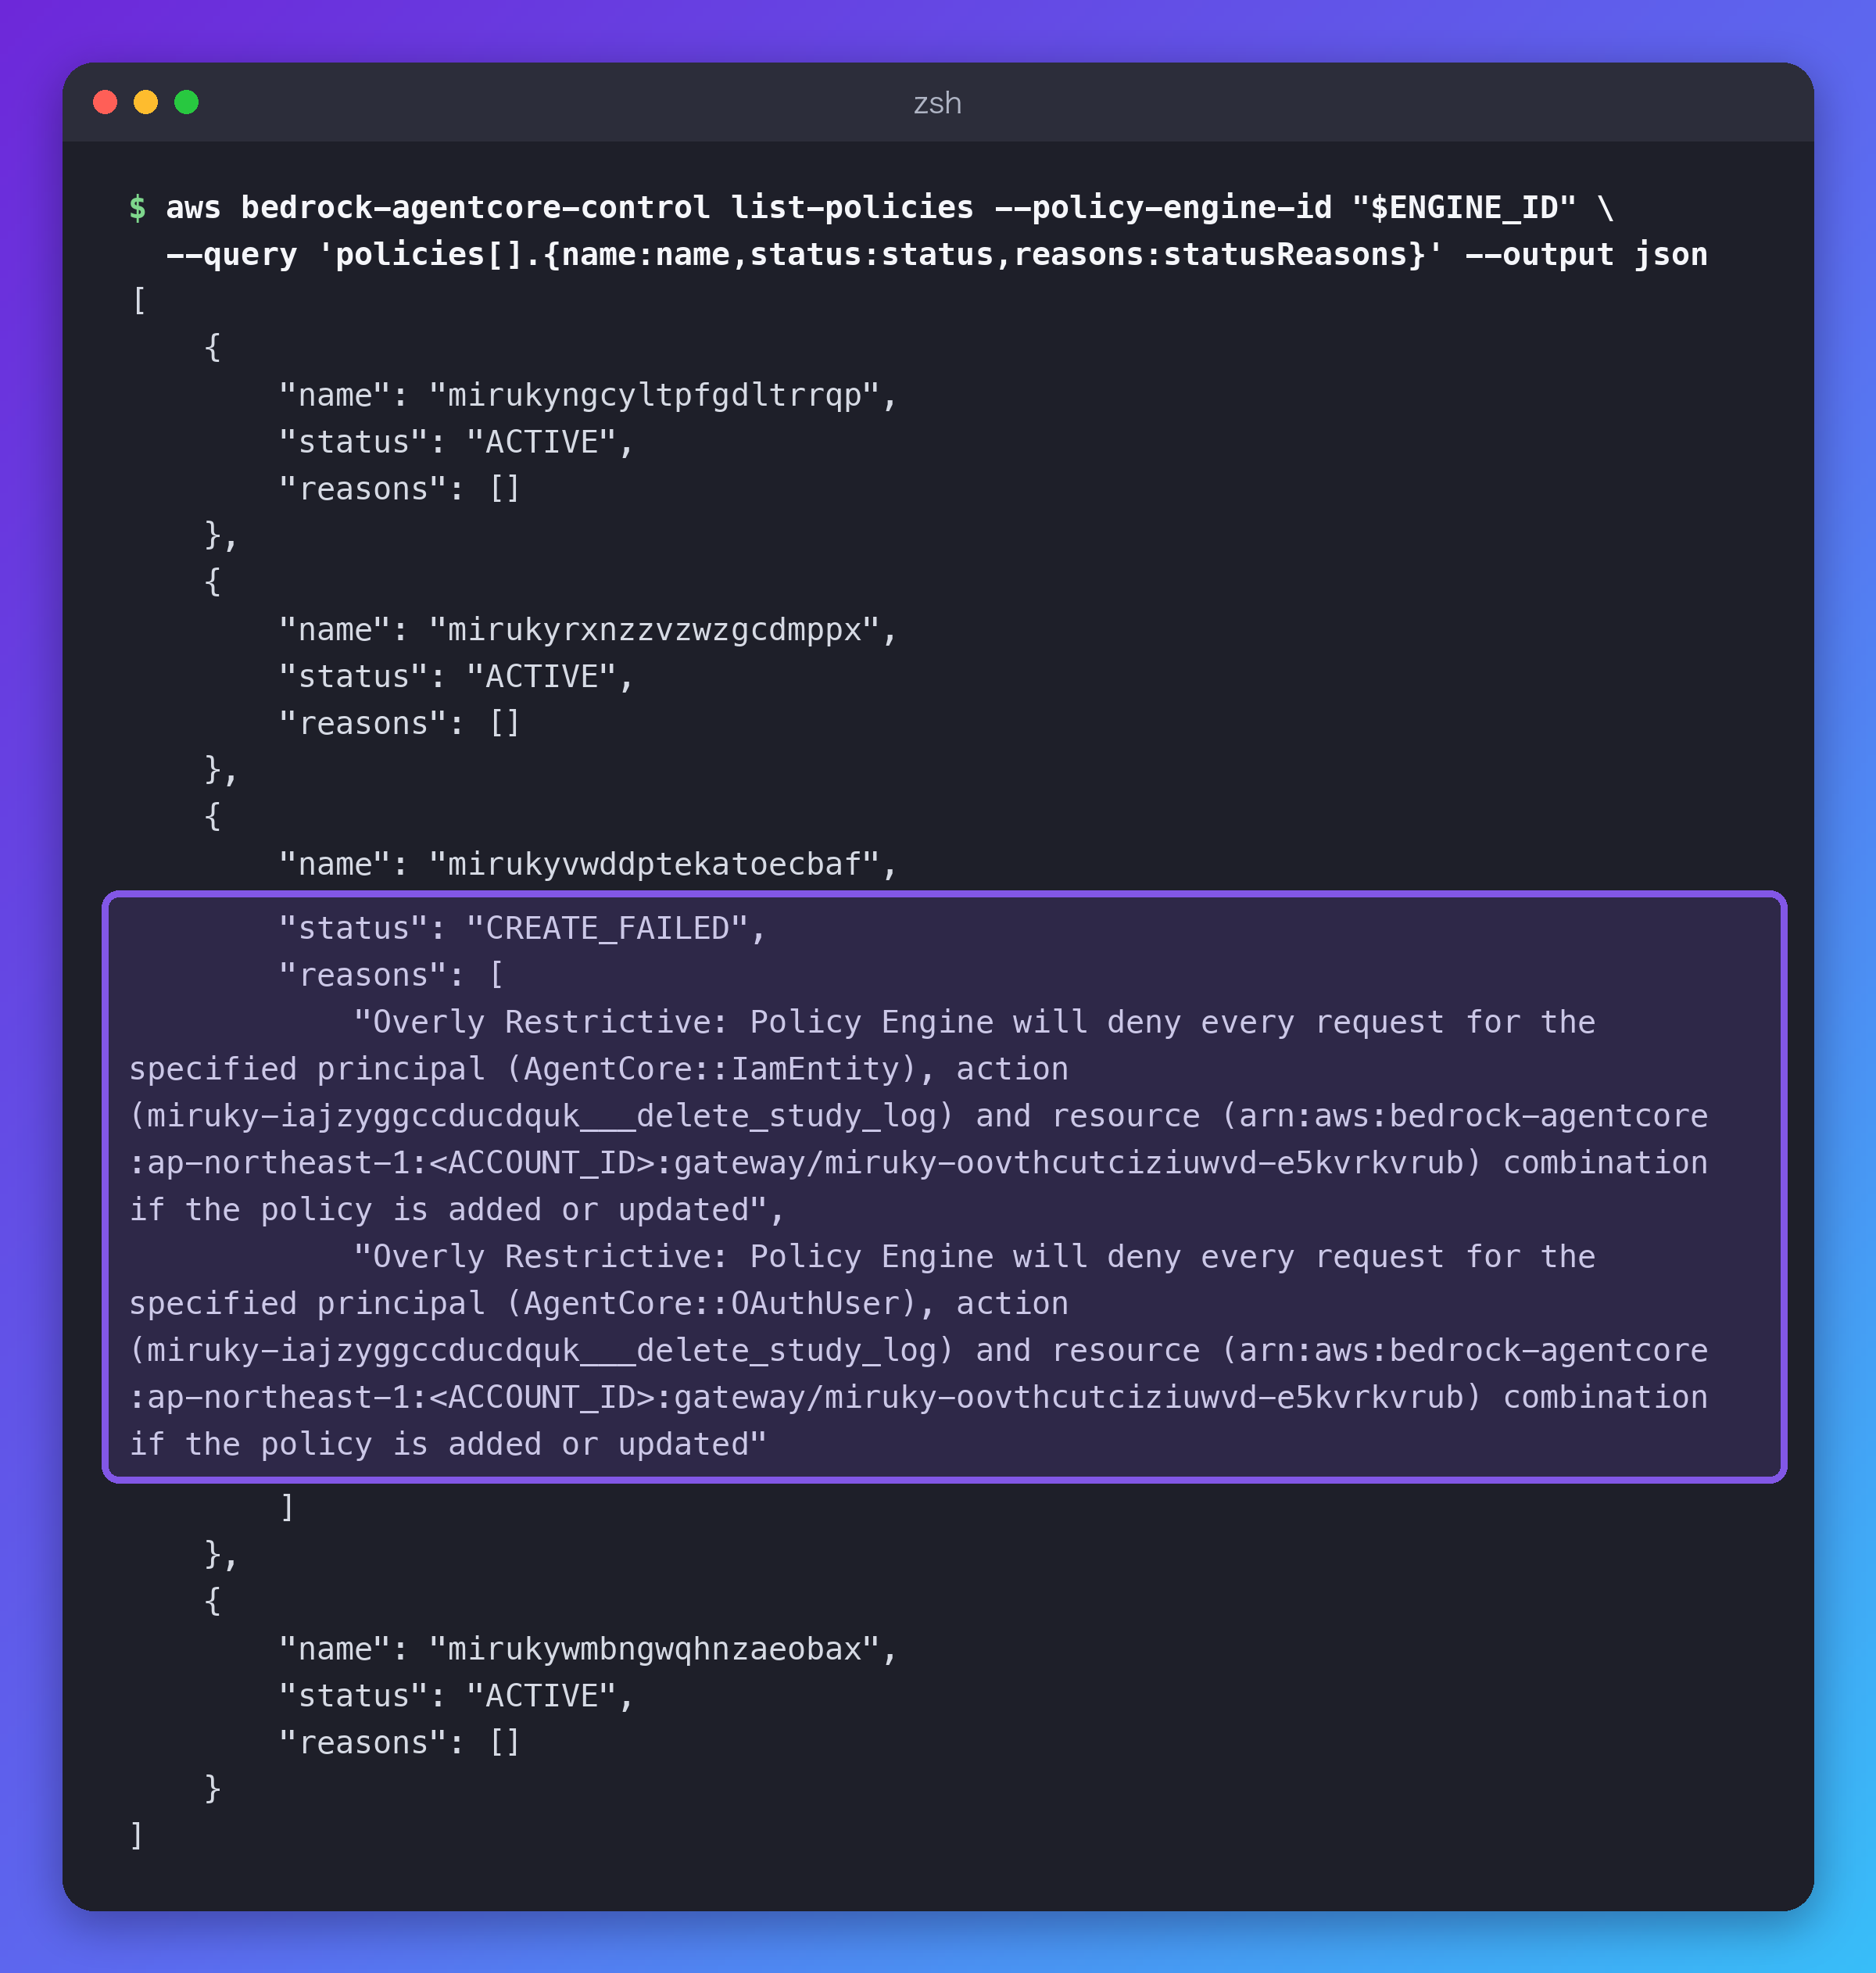 zsh
$ aws bedrock-agentcore-control list-policies --policy-engine-id "$ENGINE_ID" \
  --query 'policies[].{name:name,status:status,reasons:statusReasons}' --output json
[
    {
        "name": "mirukyngcyltpfgdltrrqp",
        "status": "ACTIVE",
        "reasons": []
    },
    {
        "name": "mirukyrxnzzvzwzgcdmppx",
        "status": "ACTIVE",
        "reasons": []
    },
    {
        "name": "mirukyvwddptekatoecbaf",
        "status": "CREATE_FAILED",
        "reasons": [
            "Overly Restrictive: Policy Engine will deny every request for the
specified principal (AgentCore::IamEntity), action
(miruky-iajzyggccducdquk___delete_study_log) and resource (arn:aws:bedrock-agentcore
:ap-northeast-1:<ACCOUNT_ID>:gateway/miruky-oovthcutciziuwvd-e5kvrkvrub) combination
if the policy is added or updated",
            "Overly Restrictive: Policy Engine will deny every request for the
specified principal (AgentCore::OAuthUser), action
(miruky-iajzyggccducdquk___delete_study_log) and resource (arn:aws:bedrock-agentcore
:ap-northeast-1:<ACCOUNT_ID>:gateway/miruky-oovthcutciziuwvd-e5kvrkvrub) combination
if the policy is added or updated"
        ]
    },
    {
        "name": "mirukywmbngwqhnzaeobax",
        "status": "ACTIVE",
        "reasons": []
    }
]